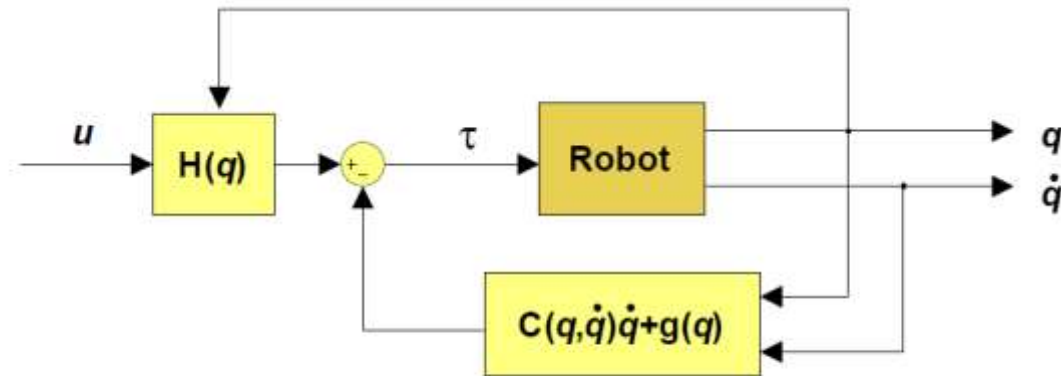 u
H(q)
+
−
τ
Robot
q
q̇
C(q,q̇)q̇+g(q)